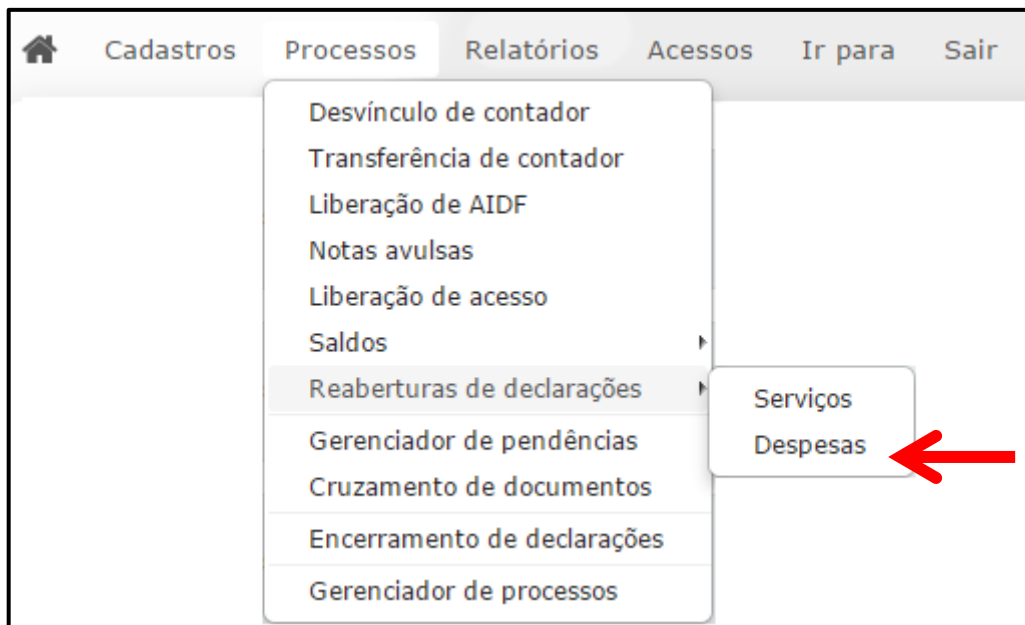 Cadastros Processos Relatórios Acessos Ir para Sair
Desvínculo de contador
Transferência de contador
Liberação de AIDF
Notas avulsas
Liberação de acesso
Saldos
Reaberturas de declarações
Serviços
Despesas
Gerenciador de pendências
Cruzamento de documentos
Encerramento de declarações
Gerenciador de processos